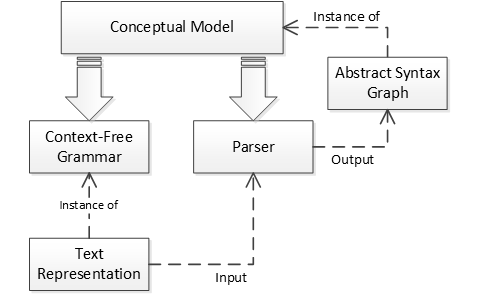 Conceptual Model
Instance of
Abstract Syntax
Graph
Context-Free
Grammar
Parser
Output
Instance of
Text
Representation
Input